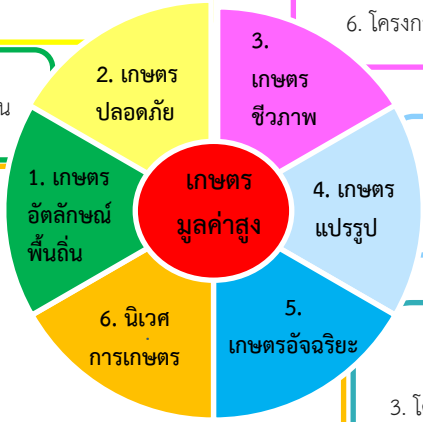 6. โครงก
3.
เกษตร
ชีวภาพ
2. เกษตร
ปลอดภัย
น
1. เกษตร
อัตลักษณ์
พื้นถิ่น
เกษตร
มูลค่าสูง
4. เกษตร
แปรรูป
6. นิเวศ
การเกษตร
5.
เกษตรอัจฉริยะ
3. โ